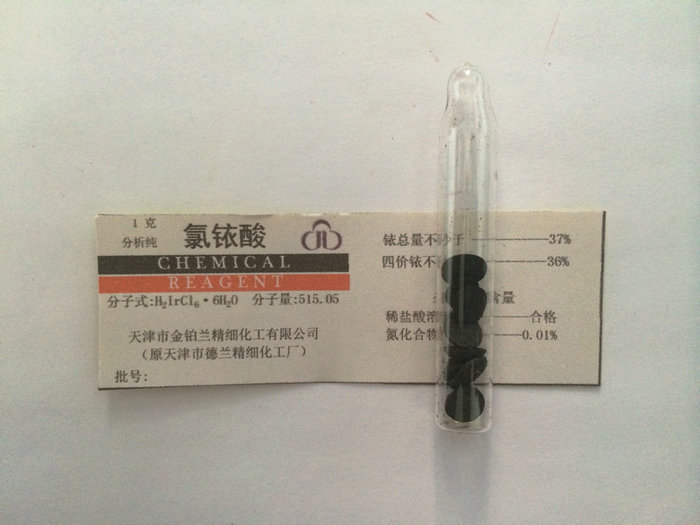 1 克
分析纯
氯铱酸
CHEMICAL
REAGENT
分子式:H₂IrCl₆·6H₂O 分子量:515.05
天津市金铂兰精细化工有限公司
（原天津市德兰精细化工厂）
批号:
铱总量不少于————37%
四价铱不 ————36%
含量
稀盐酸溶 ————合格
氮化合物 ————0.01%